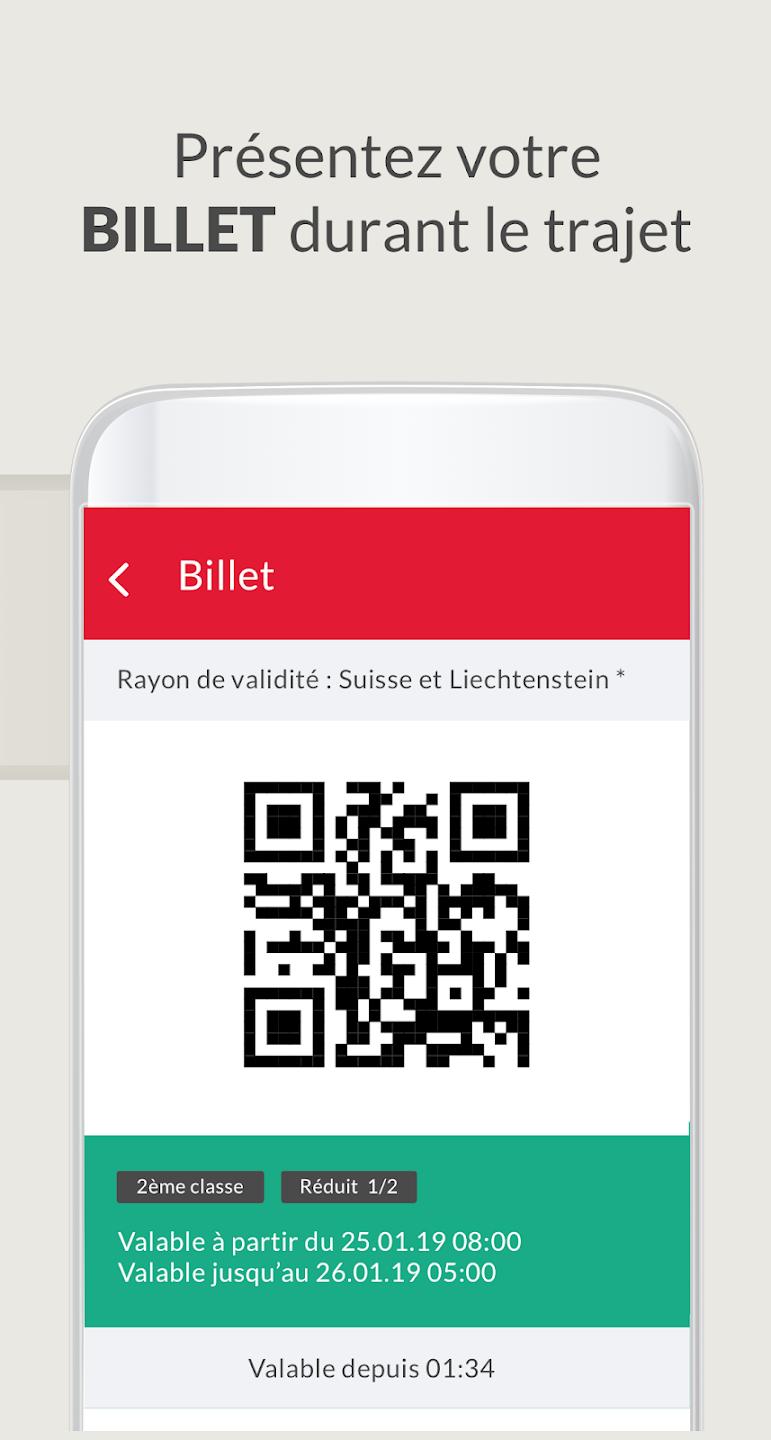 Présentez votre
BILLET durant le trajet
Billet
Rayon de validité : Suisse et Liechtenstein *
2ème classe
Réduit 1/2
Valable à partir du 25.01.19 08:00
Valable jusqu’au 26.01.19 05:00
Valable depuis 01:34